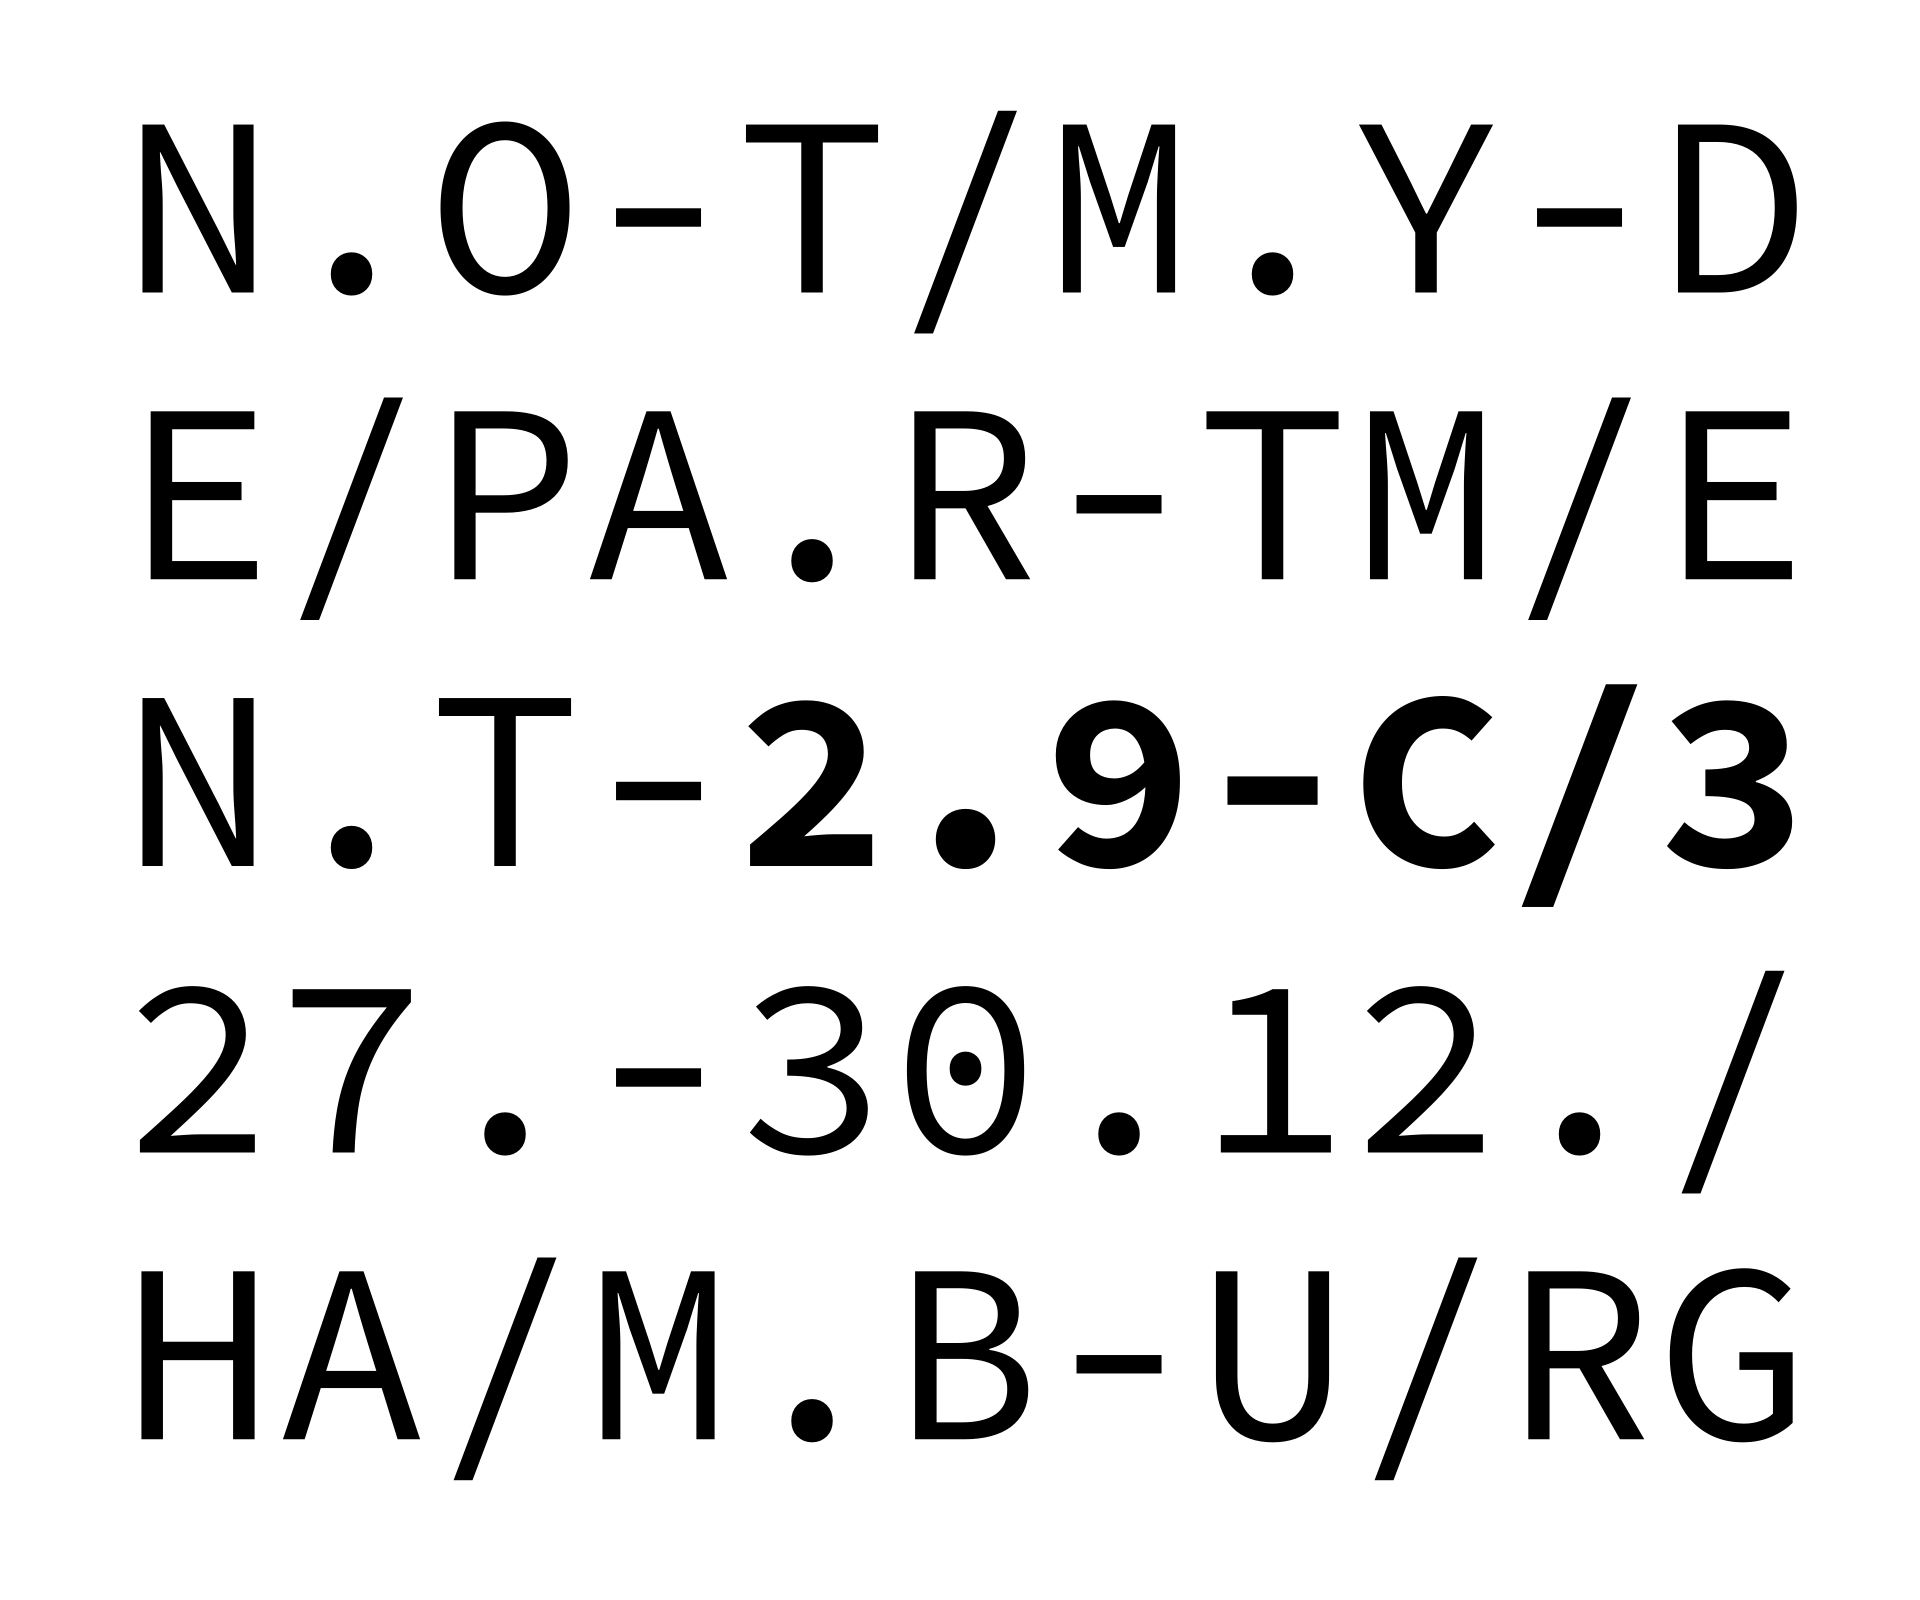 N.O-T/M.Y-D
E/PA.R-TM/E
N.T-2.9-C/3
27.-30.12./
HA/M.B-U/RG